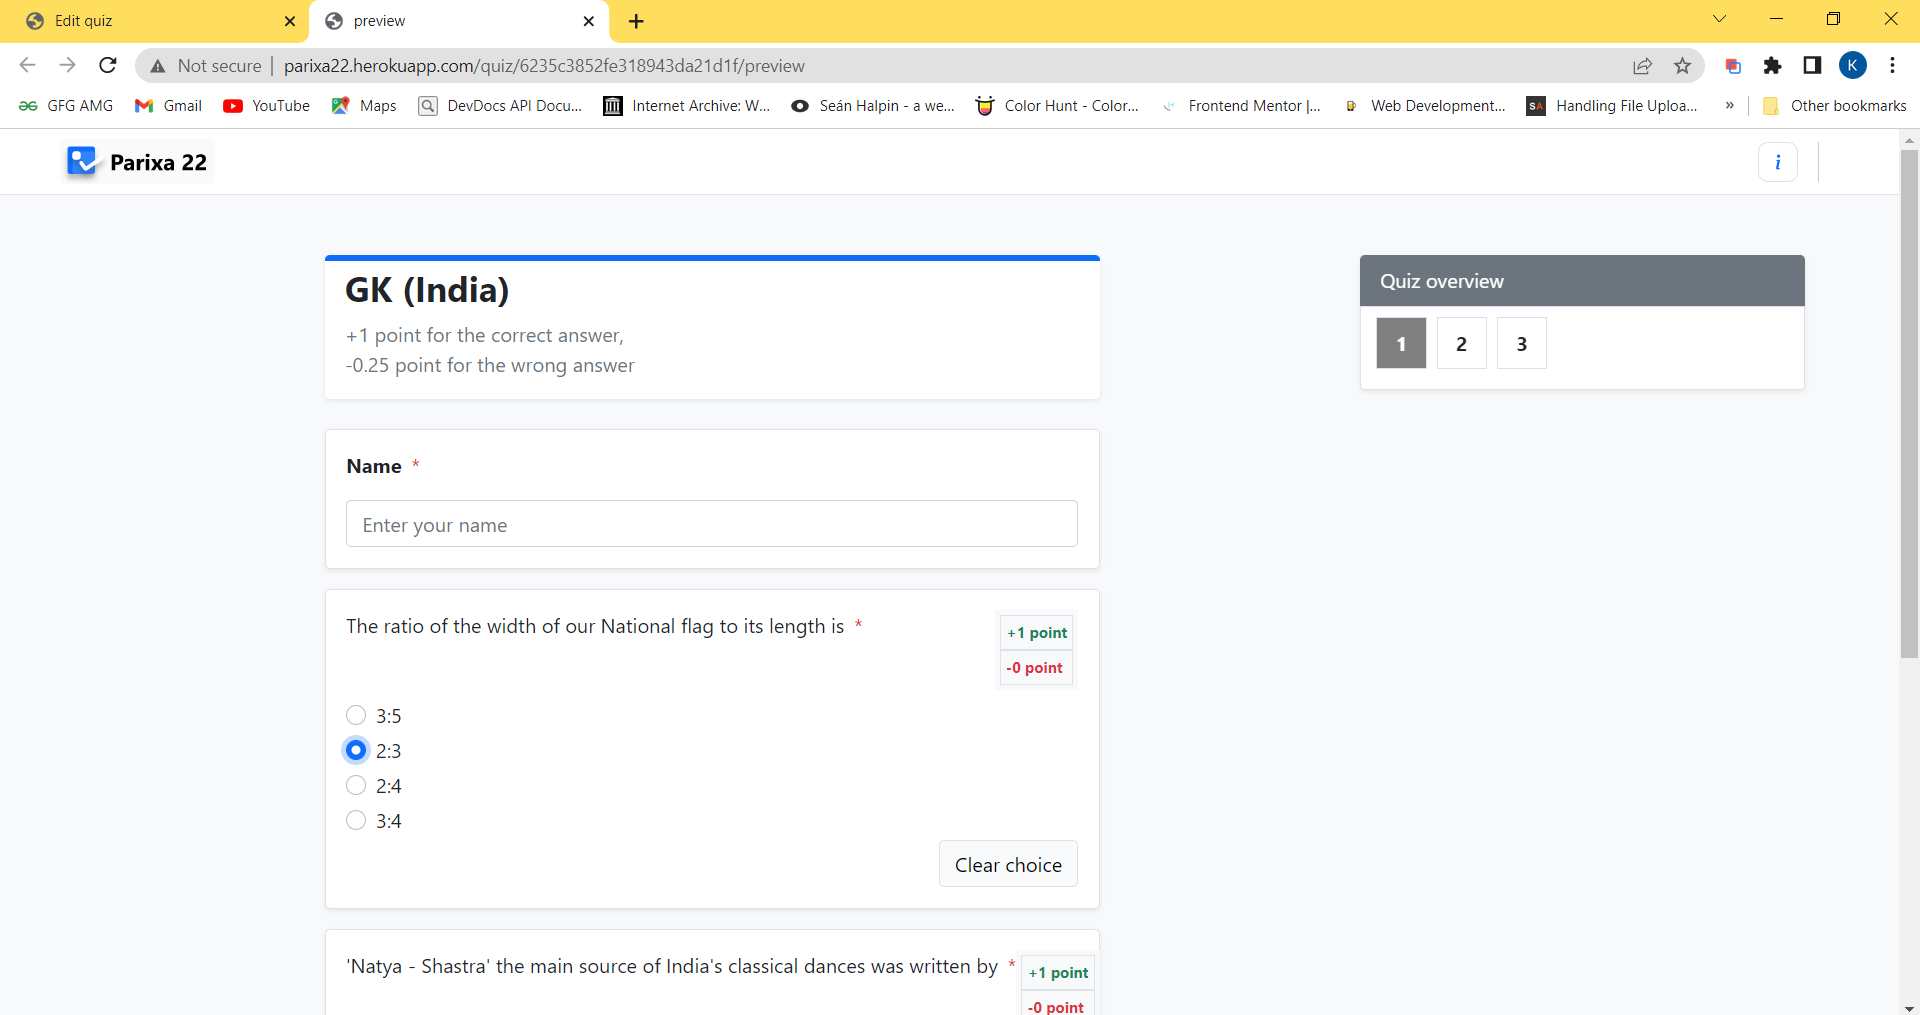 Edit quiz
preview
Not secure
parixa22.herokuapp.com/quiz/6235c3852fe318943da21d1f/preview
K
GFG AMG
Gmail
YouTube
Maps
DevDocs API Docu...
Internet Archive: W...
Seán Halpin - a we...
Color Hunt - Color...
Frontend Mentor |...
Web Development...
SA
Handling File Uploa...
»
Other bookmarks
Parixa 22
i
GK (India)
+1 point for the correct answer,
-0.25 point for the wrong answer
Quiz overview
1 2 3
Name *
Enter your name
The ratio of the width of our National flag to its length is *
+1 point
-0 point
3:5
2:3
2:4
3:4
Clear choice
'Natya - Shastra' the main source of India's classical dances was written by *
+1 point
-0 point